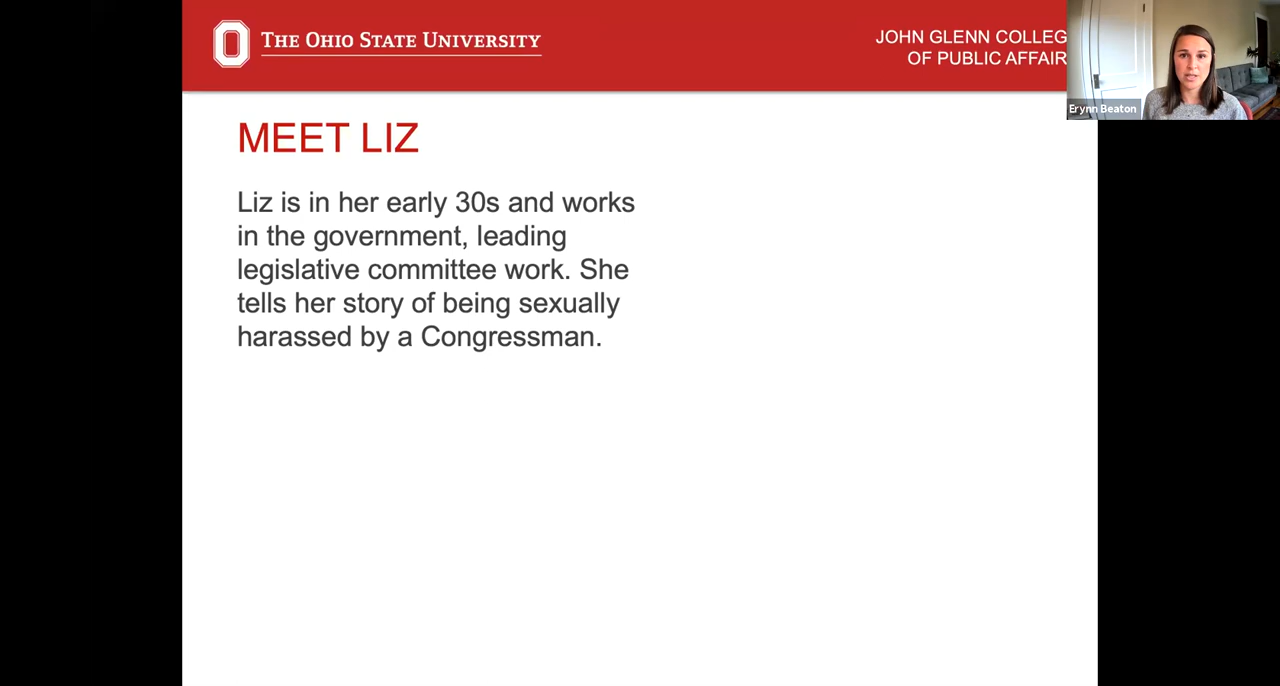 THE OHIO STATE UNIVERSITY
JOHN GLENN COLLEG
OF PUBLIC AFFAIR
Erynn Beaton
MEET LIZ
Liz is in her early 30s and works
in the government, leading
legislative committee work. She
tells her story of being sexually
harassed by a Congressman.